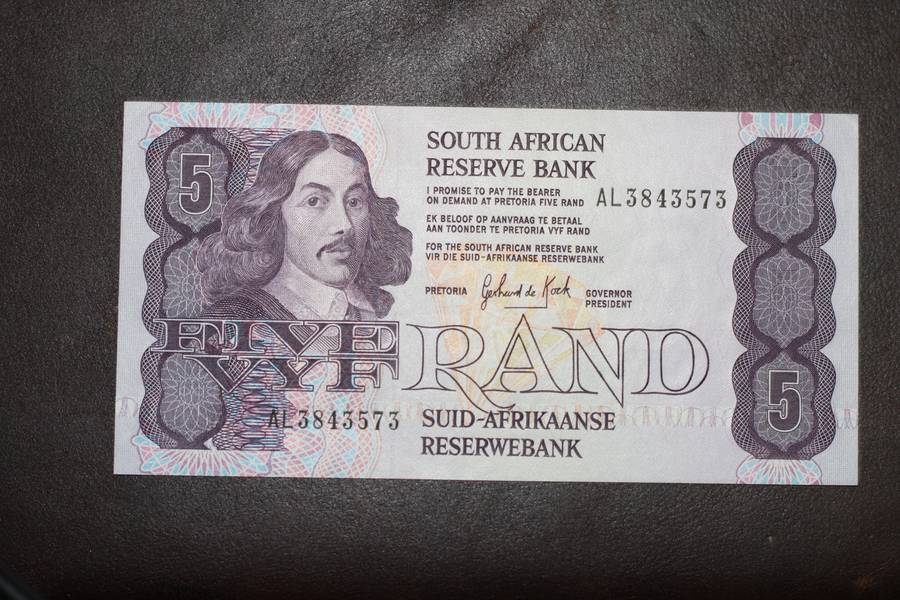 5
SOUTH AFRICAN
RESERVE BANK
I PROMISE TO PAY THE BEARER
ON DEMAND AT PRETORIA FIVE RAND
AL3843573
EK BELOOF OP AANVRAAG TE BETAAL
AAN TOONDER TE PRETORIA VYF RAND
FOR THE SOUTH AFRICAN RESERVE BANK
VIR DIE SUID-AFRIKAANSE RESERWEBANK
PRETORIA
Gerhard de Kock
GOVERNOR
PRESIDENT
FIVE
VYF
RAND
AL3843573
SUID-AFRIKAANSE
RESERWEBANK
5